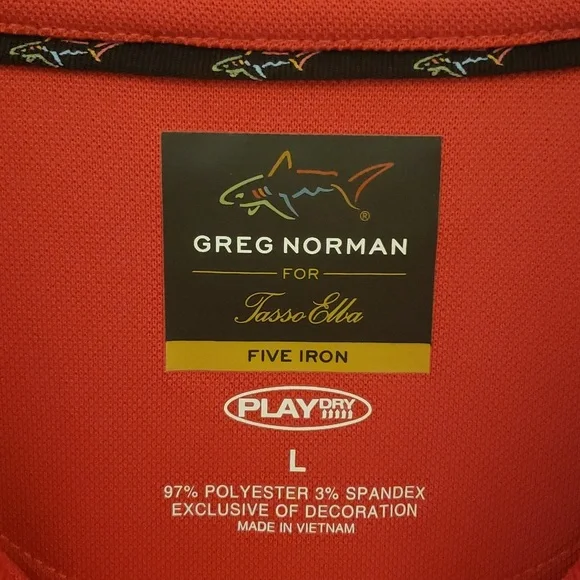 GREG NORMAN
FOR
Tasso Elba
FIVE IRON
PLAYDRY
L
97% POLYESTER 3% SPANDEX
EXCLUSIVE OF DECORATION
MADE IN VIETNAM